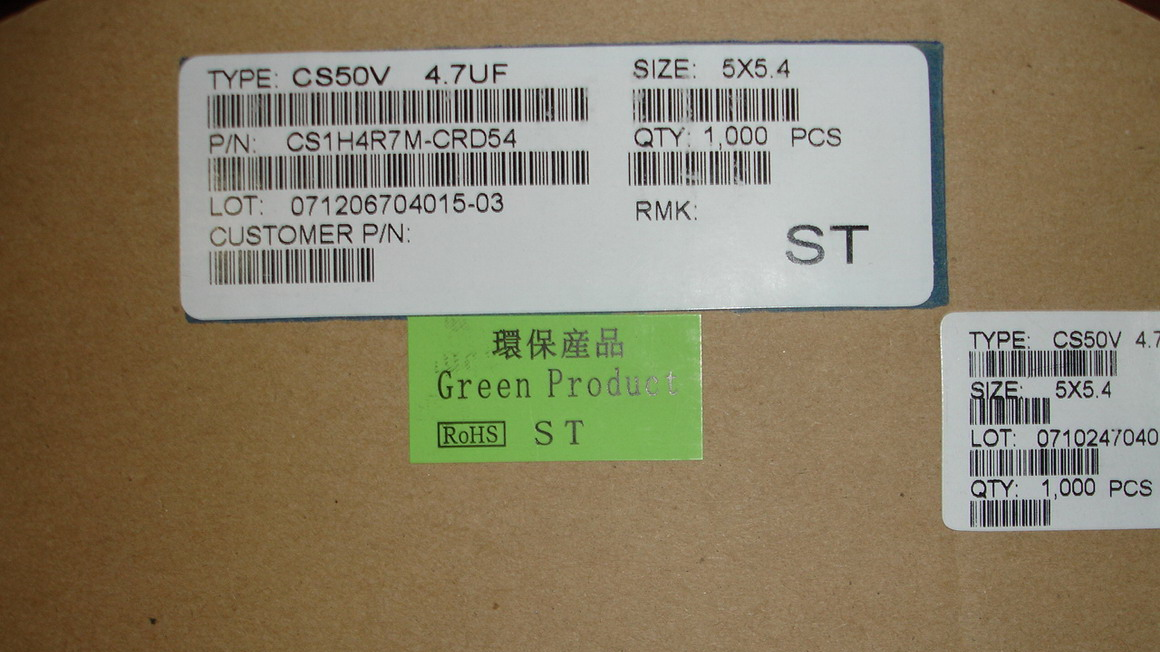 TYPE: CS50V 4.7UF
SIZE: 5X5.4
P/N: CS1H4R7M-CRD54
QTY: 1,000 PCS
LOT: 071206704015-03
RMK:
CUSTOMER P/N:
ST
環保産品
Green Product
RoHS ST
TYPE: CS50V 4.7
SIZE: 5X5.4
LOT: 0710247040
QTY: 1,000 PCS